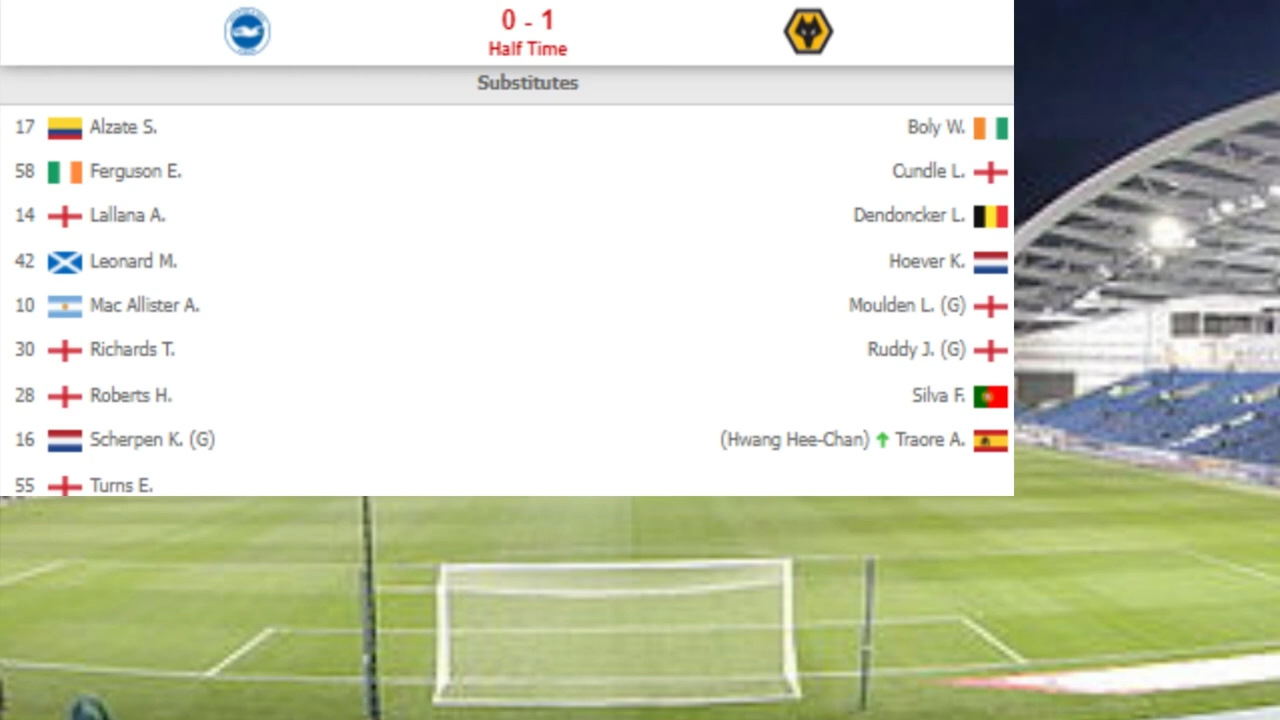 0 - 1
Half Time
Substitutes
17 Alzate S. Boly W.
58 Ferguson E. Cundle L.
14 Lallana A. Dendoncker L.
42 Leonard M. Hoever K.
10 Mac Allister A. Moulden L. (G)
30 Richards T. Ruddy J. (G)
28 Roberts H. Silva F.
16 Scherpen K. (G) (Hwang Hee-Chan) Traore A.
55 Turns E.